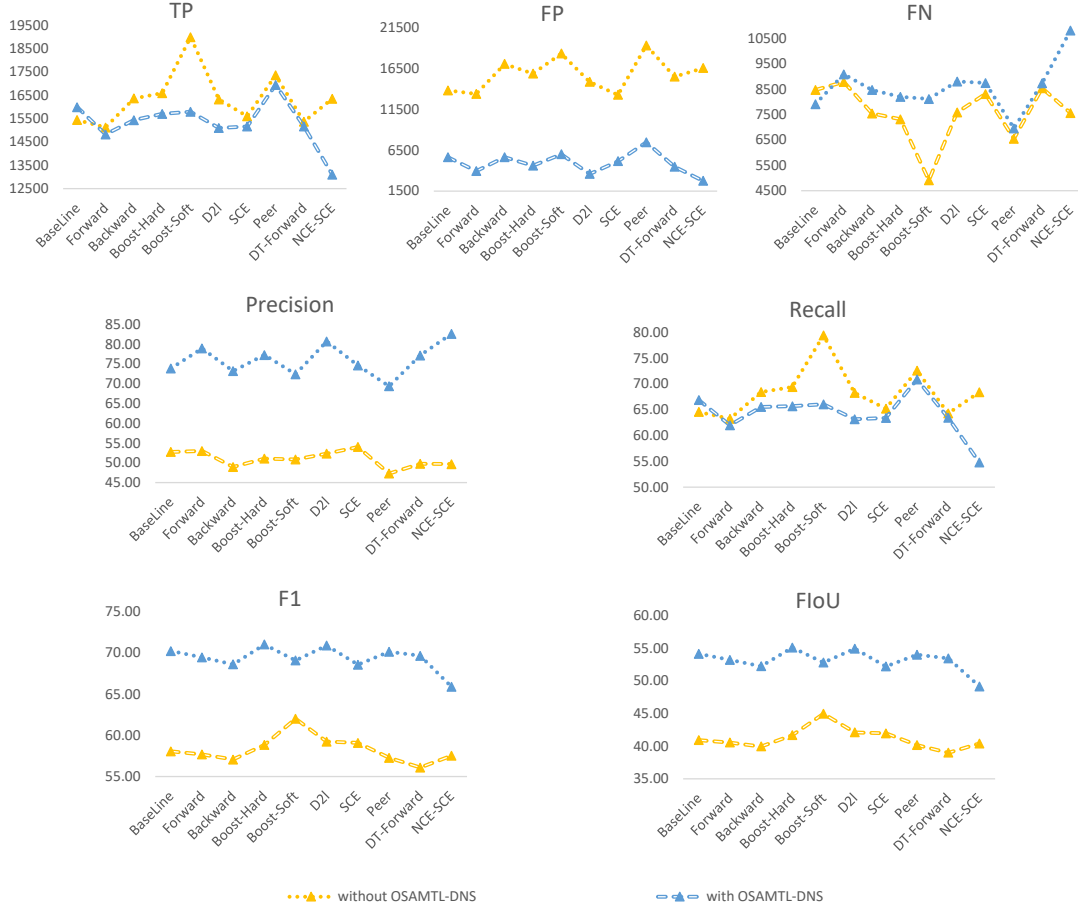 TP
19500
18500
17500
16500
15500
14500
13500
12500
BaseLine
Forward
Backward
Boost-Hard
Boost-Soft
D2l
SCE
Peer
DT-Forward
NCE-SCE
FP
21500
16500
11500
6500
1500
BaseLine
Forward
Backward
Boost-Hard
Boost-Soft
D2l
SCE
Peer
DT-Forward
NCE-SCE
FN
10500
9500
8500
7500
6500
5500
4500
BaseLine
Forward
Backward
Boost-Hard
Boost-Soft
D2l
SCE
Peer
DT-Forward
NCE-SCE
Precision
85.00
80.00
75.00
70.00
65.00
60.00
55.00
50.00
45.00
BaseLine
Forward
Backward
Boost-Hard
Boost-Soft
D2l
SCE
Peer
DT-Forward
NCE-SCE
Recall
80.00
75.00
70.00
65.00
60.00
55.00
50.00
BaseLine
Forward
Backward
Boost-Hard
Boost-Soft
D2l
SCE
Peer
DT-Forward
NCE-SCE
F1
75.00
70.00
65.00
60.00
55.00
BaseLine
Forward
Backward
Boost-Hard
Boost-Soft
D2l
SCE
Peer
DT-Forward
NCE-SCE
FIoU
60.00
55.00
50.00
45.00
40.00
35.00
BaseLine
Forward
Backward
Boost-Hard
Boost-Soft
D2l
SCE
Peer
DT-Forward
NCE-SCE
without OSAMTL-DNS
with OSAMTL-DNS